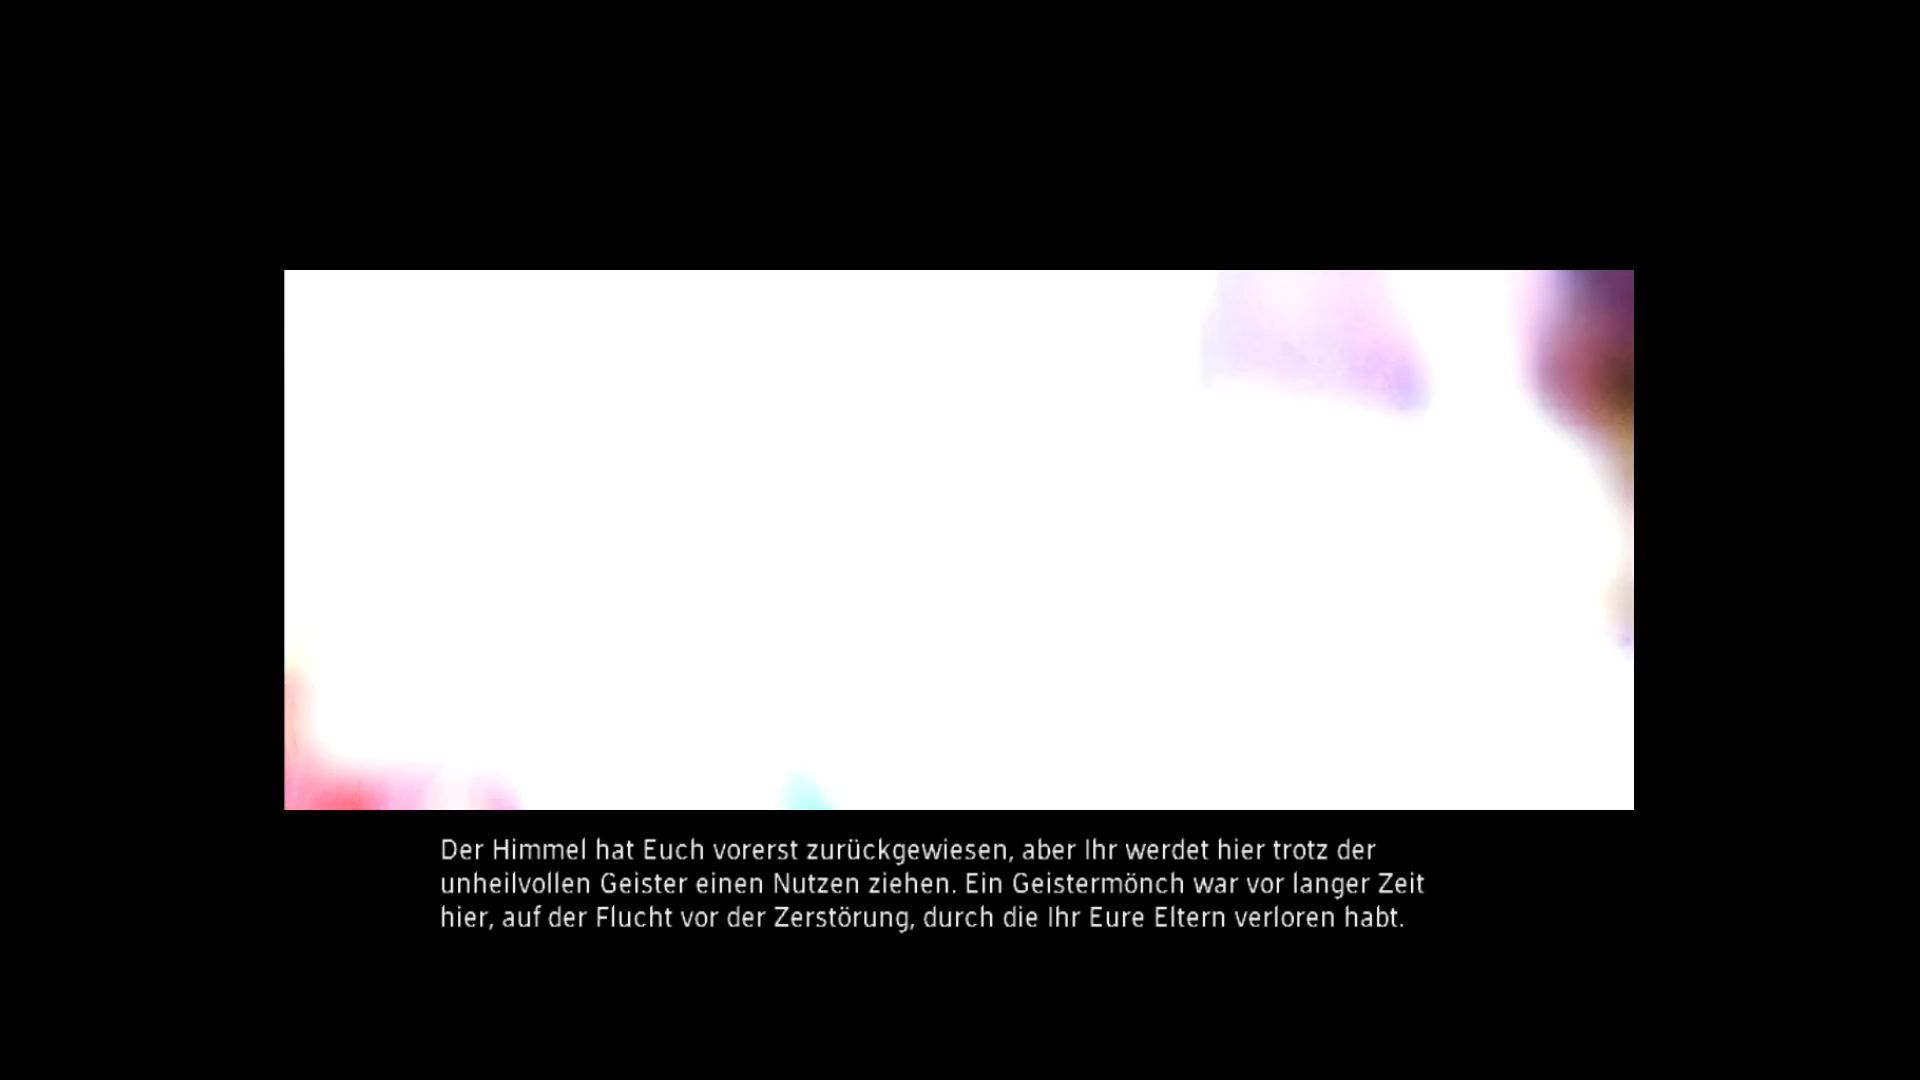 Der Himmel hat Euch vorerst zurückgewiesen, aber Ihr werdet hier trotz der
unheilvollen Geister einen Nutzen ziehen. Ein Geistermönch war vor langer Zeit
hier, auf der Flucht vor der Zerstörung, durch die Ihr Eure Eltern verloren habt.